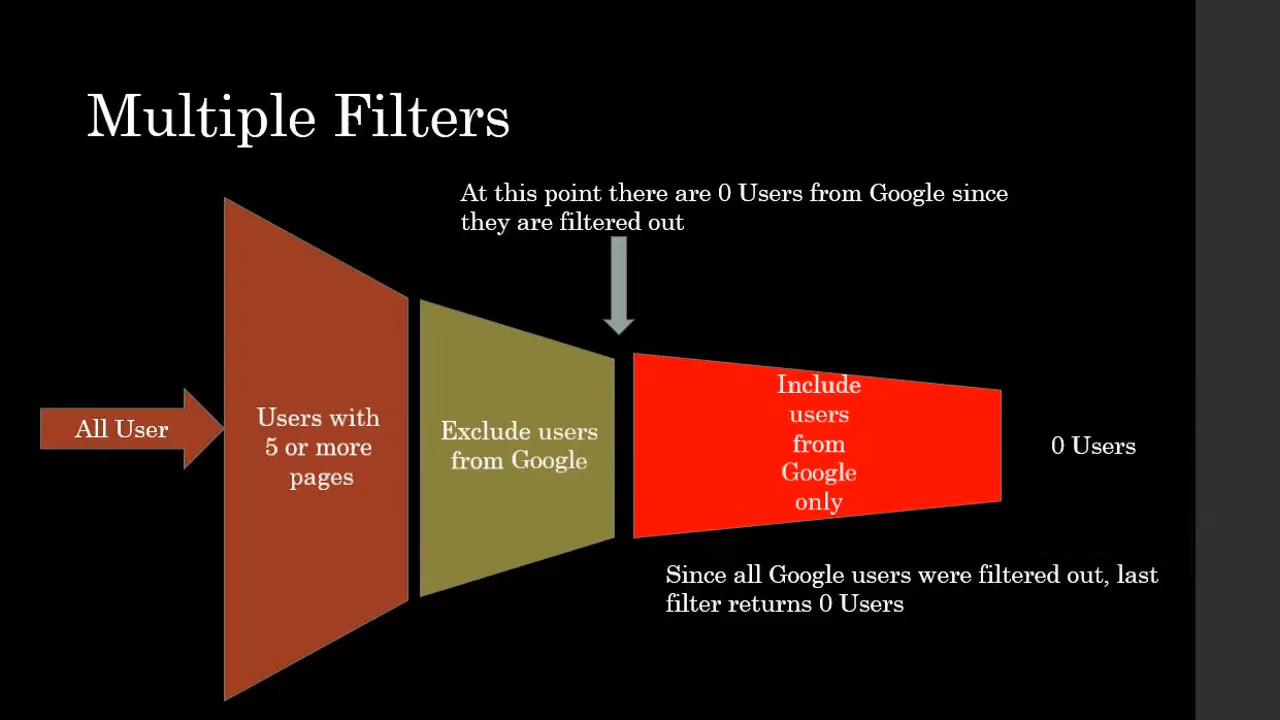 Multiple Filters
At this point there are 0 Users from Google since
they are filtered out
All User
Users with
5 or more
pages
Exclude users
from Google
Include
users
from
Google
only
0 Users
Since all Google users were filtered out, last
filter returns 0 Users